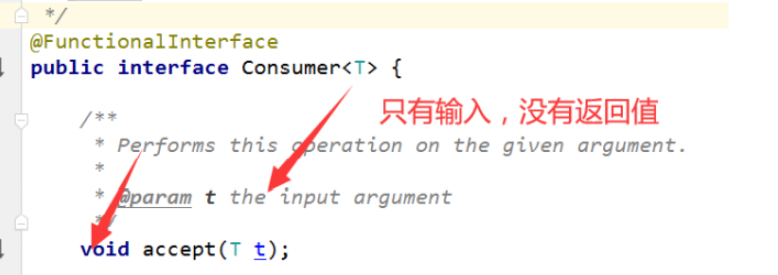 */
@FunctionalInterface
public interface Consumer<T> {
只有输入，没有返回值
/**
* Performs this operation on the given argument.
*
* @param t the input argument
*/
void accept(T t);